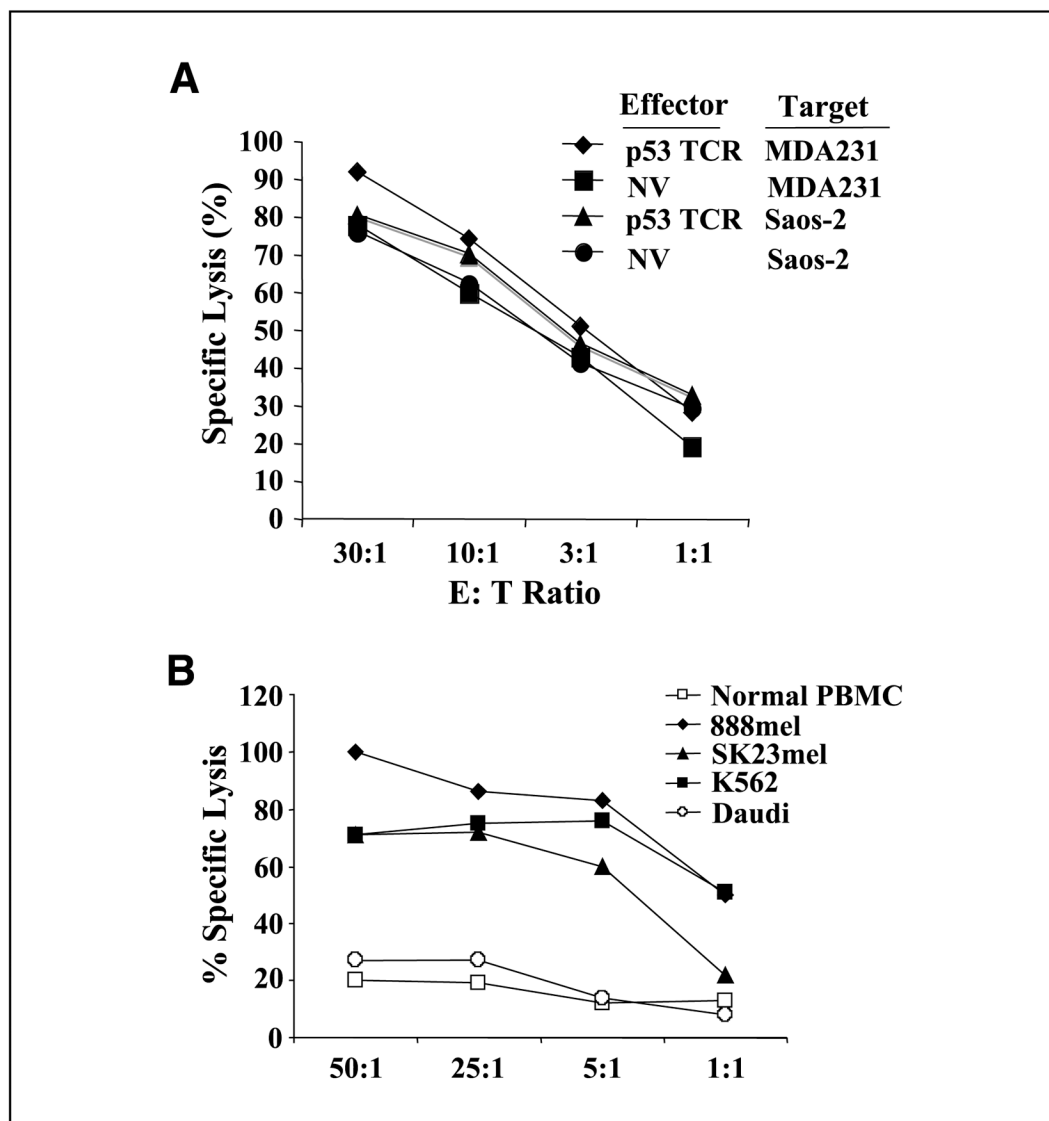 A
Effector Target
p53 TCR MDA231
NV MDA231
p53 TCR Saos-2
NV Saos-2
Specific Lysis (%)
100
90
80
70
60
50
40
30
20
10
0
30:1 10:1 3:1 1:1
E: T Ratio
B
Normal PBMC
888mel
SK23mel
K562
Daudi
% Specific Lysis
120
100
80
60
40
20
0
50:1 25:1 5:1 1:1